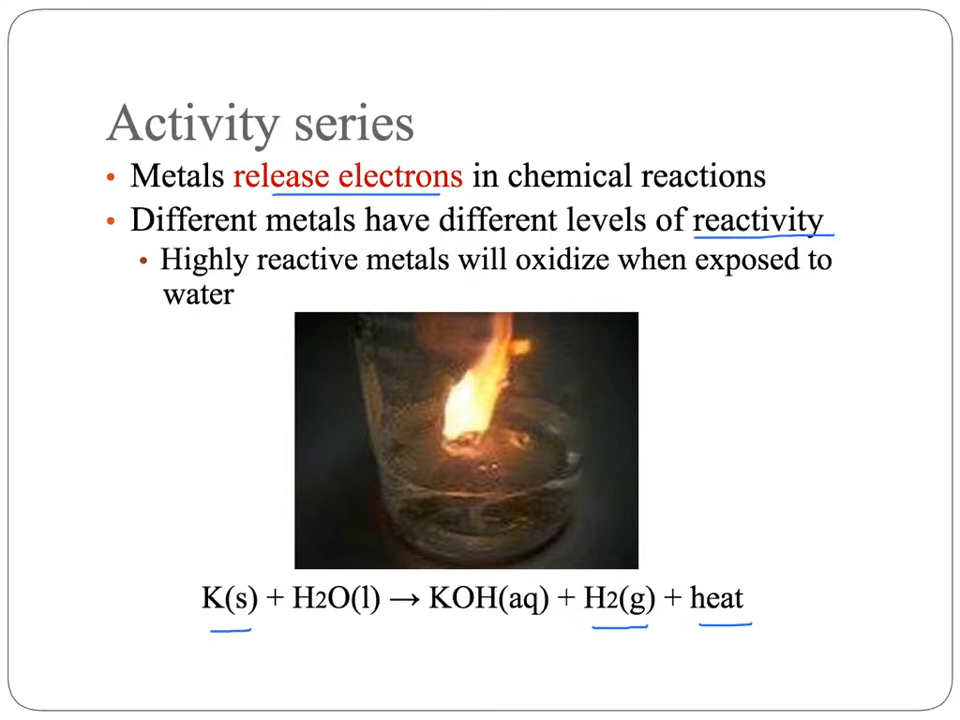 Activity series
• Metals release electrons in chemical reactions
• Different metals have different levels of reactivity
• Highly reactive metals will oxidize when exposed to
water
K(s) + H2O(l) → KOH(aq) + H2(g) + heat